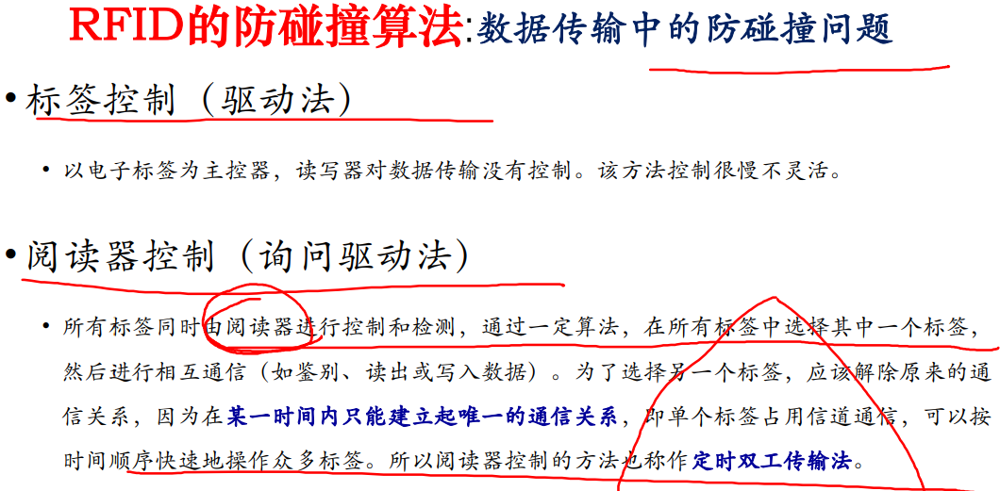 RFID的防碰撞算法:数据传输中的防碰撞问题
•标签控制（驱动法）
•以电子标签为主控器，读写器对数据传输没有控制。该方法控制很慢不灵活。
•阅读器控制（询问驱动法）
•所有标签同时由阅读器进行控制和检测，通过一定算法，在所有标签中选择其中一个标签，
然后进行相互通信（如鉴别、读出或写入数据）。为了选择另一个标签，应该解除原来的通
信关系，因为在某一时间内只能建立起唯一的通信关系，即单个标签占用信道通信，可以按
时间顺序快速地操作众多标签。所以阅读器控制的方法也称作定时双工传输法。